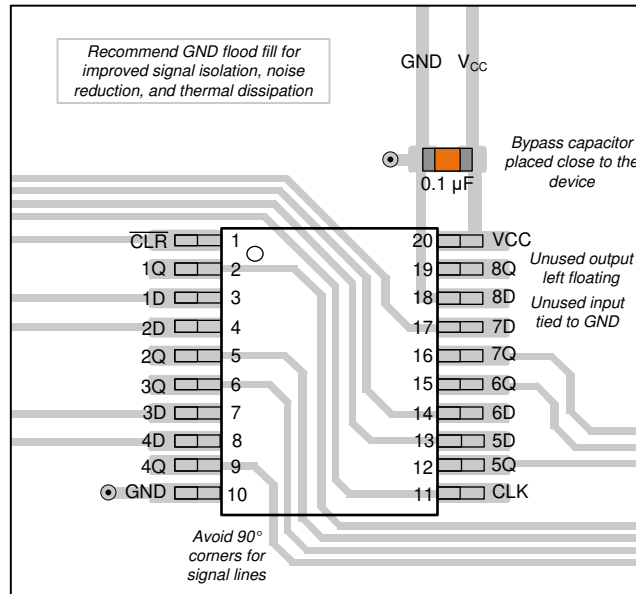 Recommend GND flood fill for
improved signal isolation, noise
reduction, and thermal dissipation
GND VCC
Bypass capacitor
placed close to the
device
0.1 µF
CLR 1 20 VCC
1Q 2 19 8Q
Unused output
left floating
1D 3 18 8D
Unused input
tied to GND
2D 4 17 7D
2Q 5 16 7Q
3Q 6 15 6Q
3D 7 14 6D
4D 8 13 5D
4Q 9 12 5Q
GND 10 11 CLK
Avoid 90°
corners for
signal lines